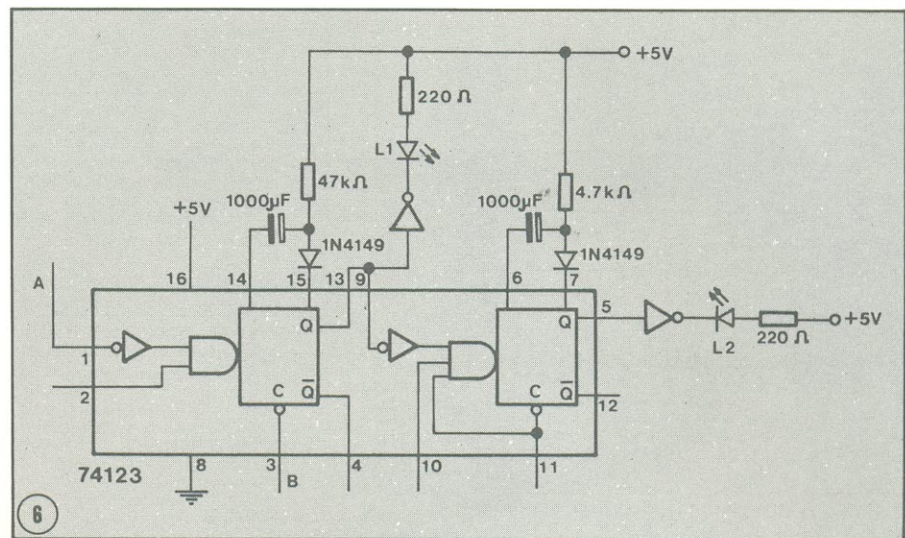 +5V
220 Ω
L1
47kΩ
4.7kΩ
1000µF
1000µF
+5V
1N4149
1N4149
A
16
14
15
13
9
6
7
Q
Q
5
+5V
1
L2
220 Ω
2
C
Q̅
C
Q̅
12
8
3
4
10
11
74123
B
6